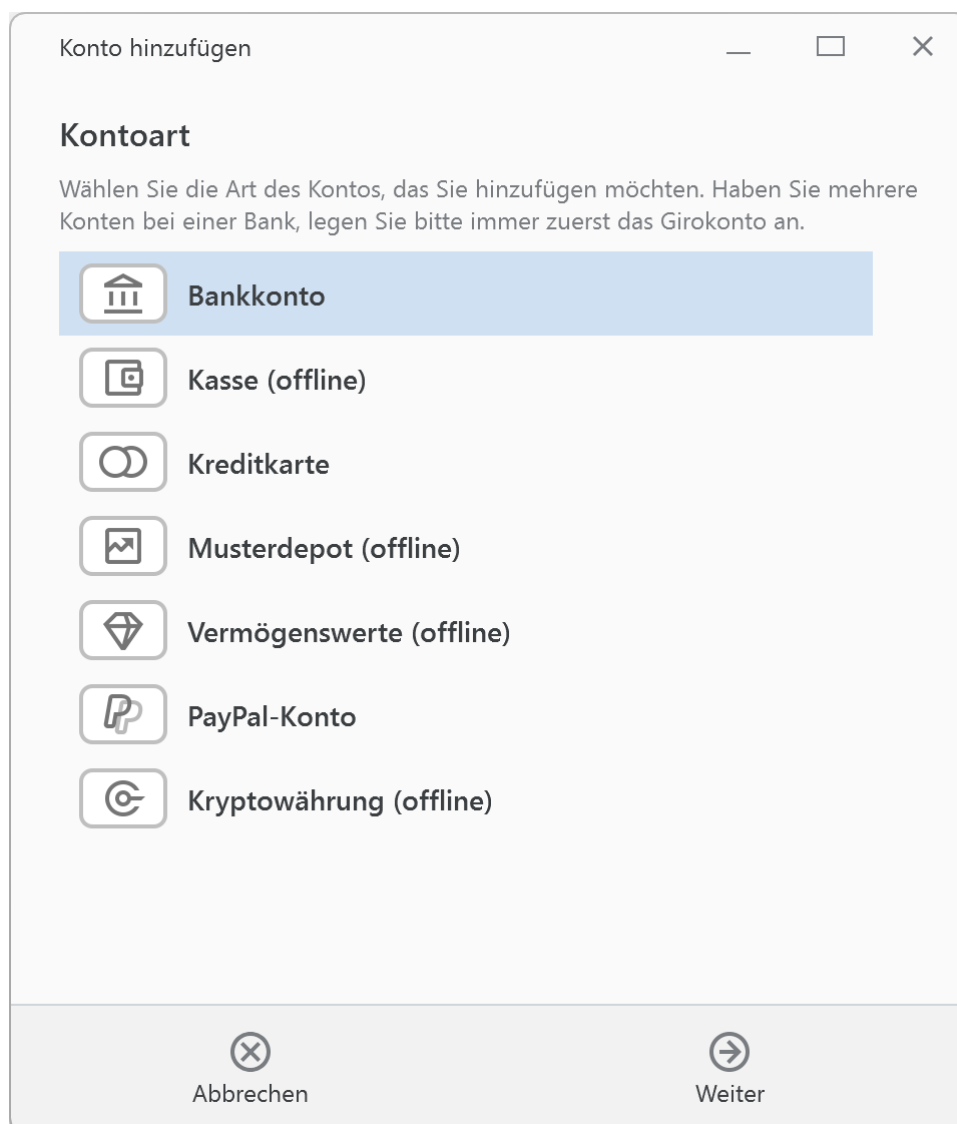 Konto hinzufügen
Kontoart
Wählen Sie die Art des Kontos, das Sie hinzufügen möchten. Haben Sie mehrere
Konten bei einer Bank, legen Sie bitte immer zuerst das Girokonto an.
Bankkonto
Kasse (offline)
Kreditkarte
Musterdepot (offline)
Vermögenswerte (offline)
PayPal-Konto
Kryptowährung (offline)
Abbrechen
Weiter